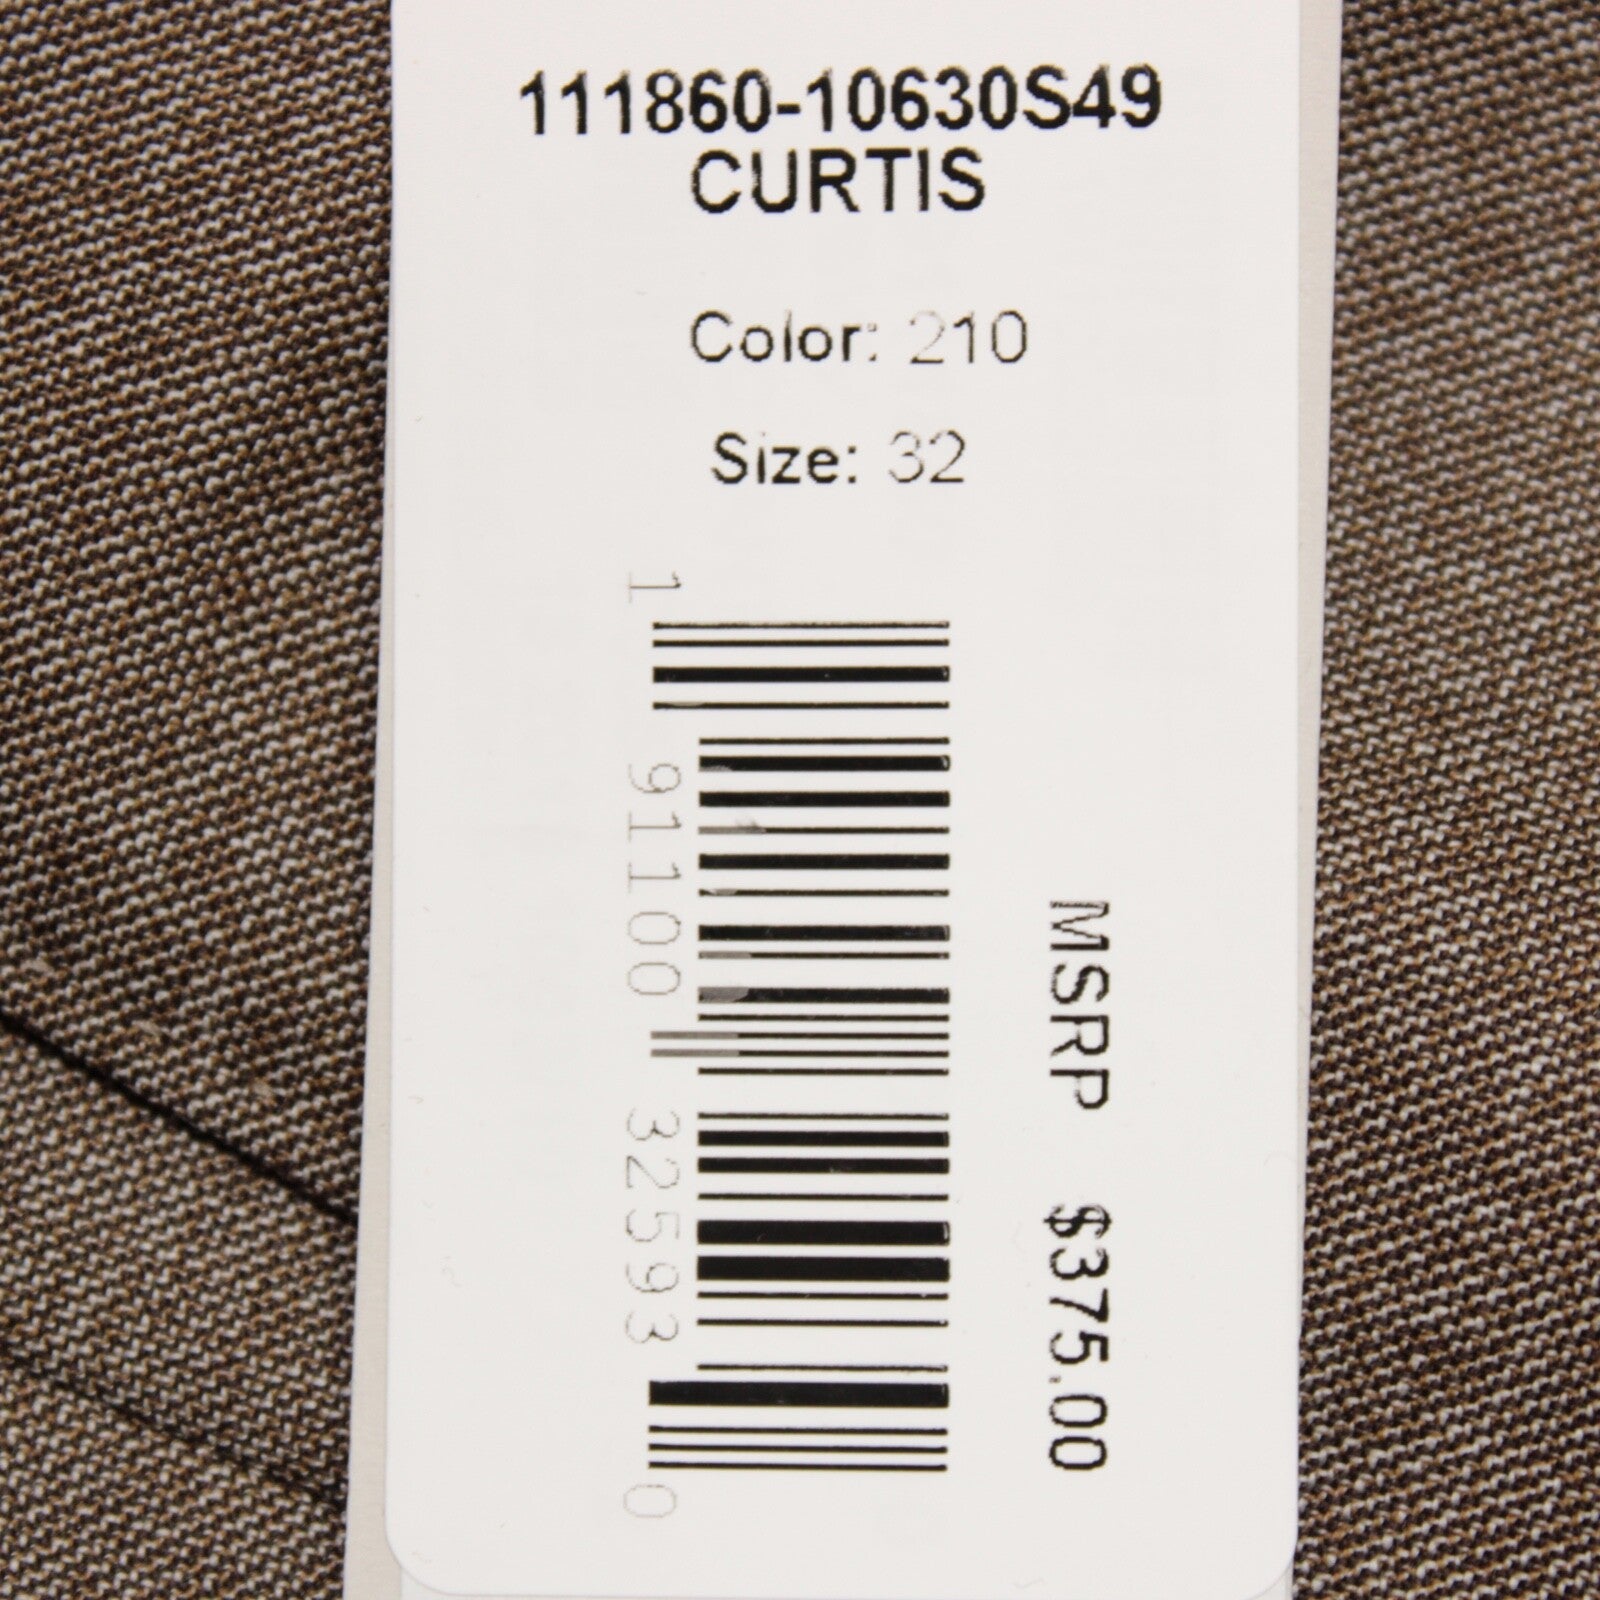 111860-10630S49
CURTIS
Color: 210
Size: 32
1 91100 32593 0
MSRP $375.00